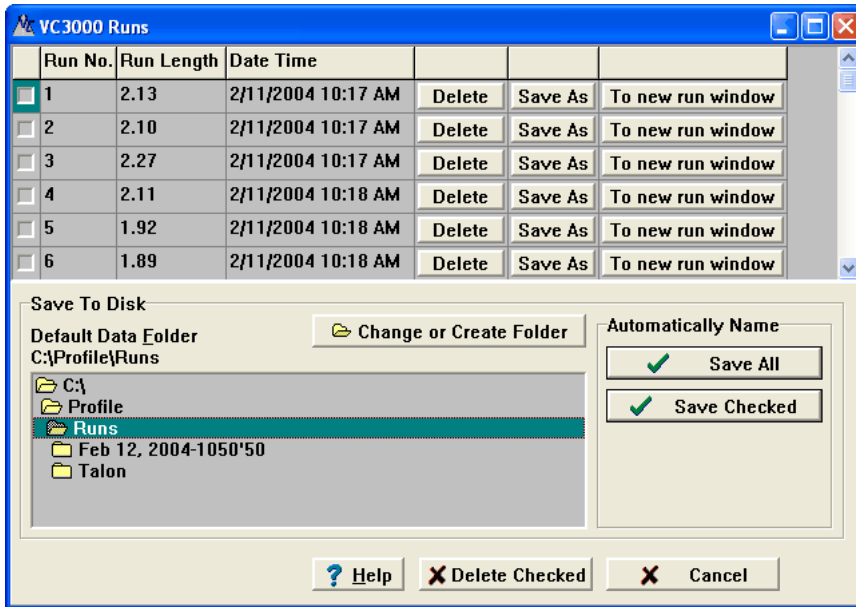 VC3000 Runs
Run No. Run Length Date Time
1 2.13 2/11/2004 10:17 AM Delete Save As To new run window
2 2.10 2/11/2004 10:17 AM Delete Save As To new run window
3 2.27 2/11/2004 10:17 AM Delete Save As To new run window
4 2.11 2/11/2004 10:18 AM Delete Save As To new run window
5 1.92 2/11/2004 10:18 AM Delete Save As To new run window
6 1.89 2/11/2004 10:18 AM Delete Save As To new run window
Save To Disk
Default Data Folder
C:\Profile\Runs
Change or Create Folder
C:\
Profile
Runs
Feb 12, 2004-1050'50
Talon
Automatically Name
Save All
Save Checked
Help Delete Checked Cancel